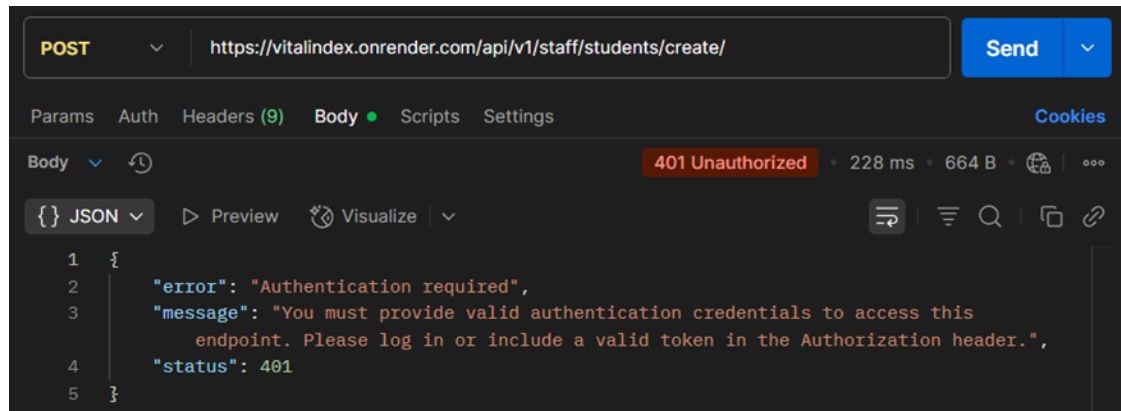 POST https://vitalindex.onrender.com/api/v1/staff/students/create/ Send
Params Auth Headers (9) Body Scripts Settings Cookies
Body 401 Unauthorized 228 ms 664 B
{} JSON Preview Visualize
1 {
2 "error": "Authentication required",
3 "message": "You must provide valid authentication credentials to access this
endpoint. Please log in or include a valid token in the Authorization header.",
4 "status": 401
5 }